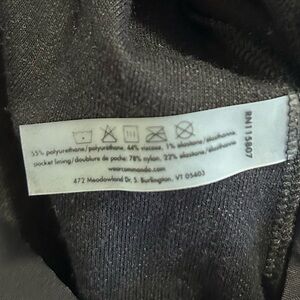 55% polyurethane/polyurethane, 44% viscose, 1% elastane/élasthanne
pocket lining/doublure de poche: 78% nylon, 22% elastane/élasthanne
wearcommando.com
472 Meadowland Dr, S. Burlington, VT 05403
RN115807